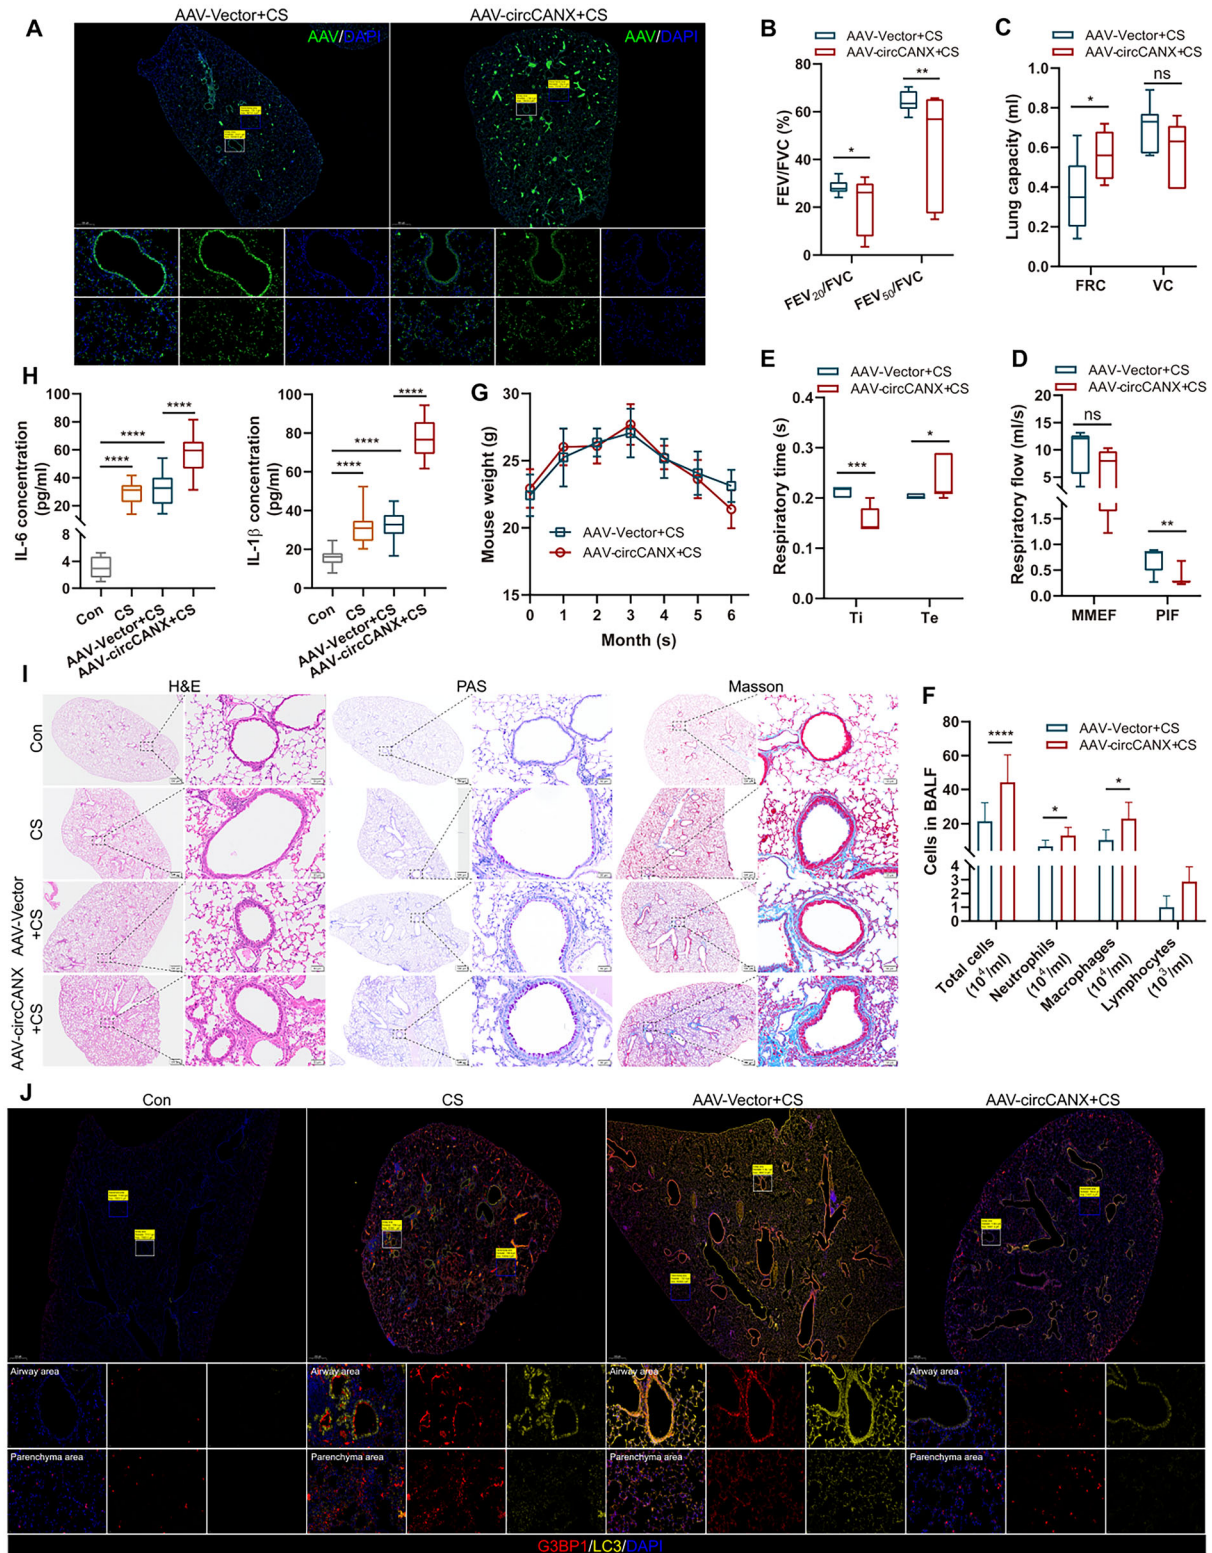 A
AAV-Vector+CS
AAV-circCANX+CS
AAV/DAPI
AAV/DAPI
B
AAV-Vector+CS
AAV-circCANX+CS
FEV/FVC (%)
80
60
40
20
0
*
**
FEV20/FVC
FEV50/FVC
C
AAV-Vector+CS
AAV-circCANX+CS
Lung capacity (ml)
1.0
0.8
0.6
0.4
0.2
0.0
*
ns
FRC
VC
H
IL-6 concentration
(pg/ml)
100
80
60
40
20
8
4
0
****
****
****
Con
CS
AAV-Vector+CS
AAV-circCANX+CS
IL-1β concentration
(pg/ml)
100
80
60
40
20
0
****
****
****
Con
CS
AAV-Vector+CS
AAV-circCANX+CS
G
Mouse weight (g)
30
25
20
15
AAV-Vector+CS
AAV-circCANX+CS
0 1 2 3 4 5 6
Month (s)
E
AAV-Vector+CS
AAV-circCANX+CS
Respiratory time (s)
0.4
0.3
0.2
0.1
0.0
***
*
Ti
Te
D
AAV-Vector+CS
AAV-circCANX+CS
Respiratory flow (ml/s)
20
15
10
5
1.5
1.0
0.5
0.0
ns
**
MMEF
PIF
I
H&E
PAS
Masson
Con
CS
AAV-Vector
+CS
AAV-circCANX
+CS
F
AAV-Vector+CS
AAV-circCANX+CS
Cells in BALF
80
60
40
20
4
3
2
1
0
****
*
*
Total cells
(10^4/ml)
Neutrophils
(10^4/ml)
Macrophages
(10^4/ml)
Lymphocytes
(10^3/ml)
J
Con
CS
AAV-Vector+CS
AAV-circCANX+CS
Airway area
Airway area
Airway area
Airway area
Parenchyma area
Parenchyma area
Parenchyma area
Parenchyma area
G3BP1/LC3/DAPI